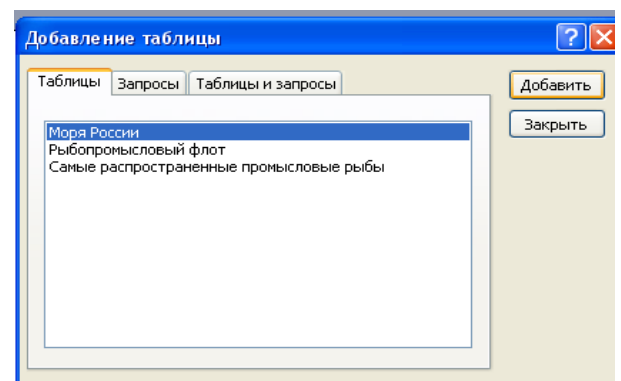 Добавление таблицы
Таблицы Запросы Таблицы и запросы
Добавить
Закрыть
Моря России
Рыбопромысловый флот
Самые распространенные промысловые рыбы